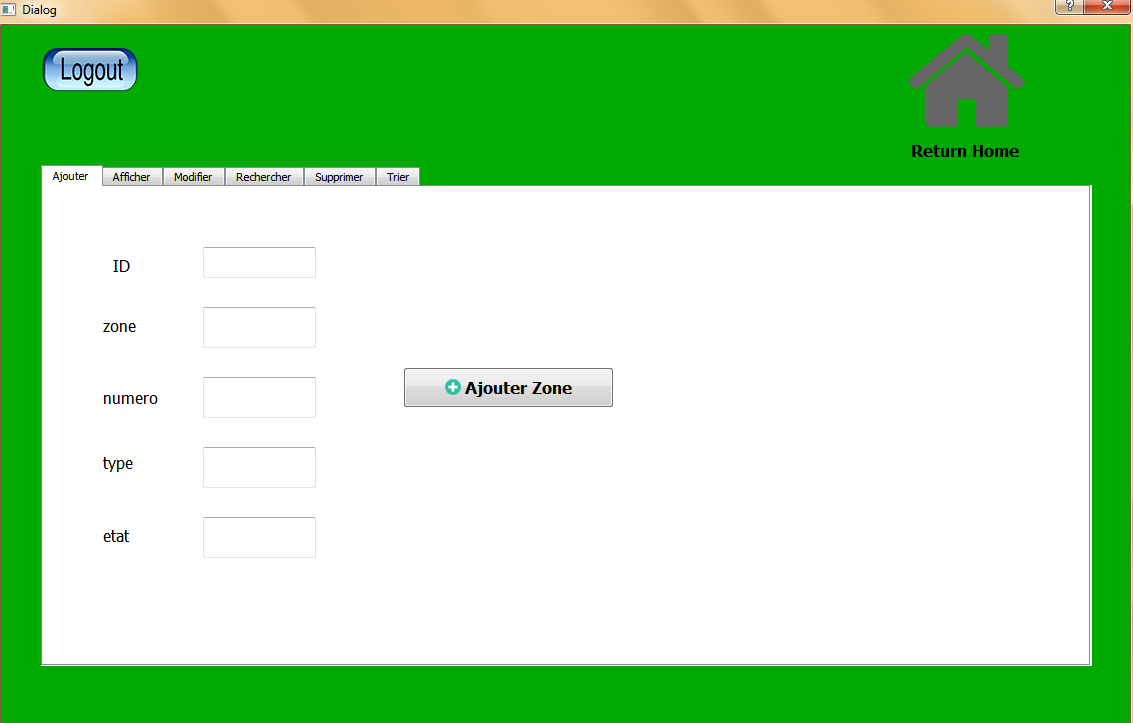 Dialog
?
Logout
Return Home
Ajouter Afficher Modifier Rechercher Supprimer Trier
ID
zone
Ajouter Zone
numero
type
etat